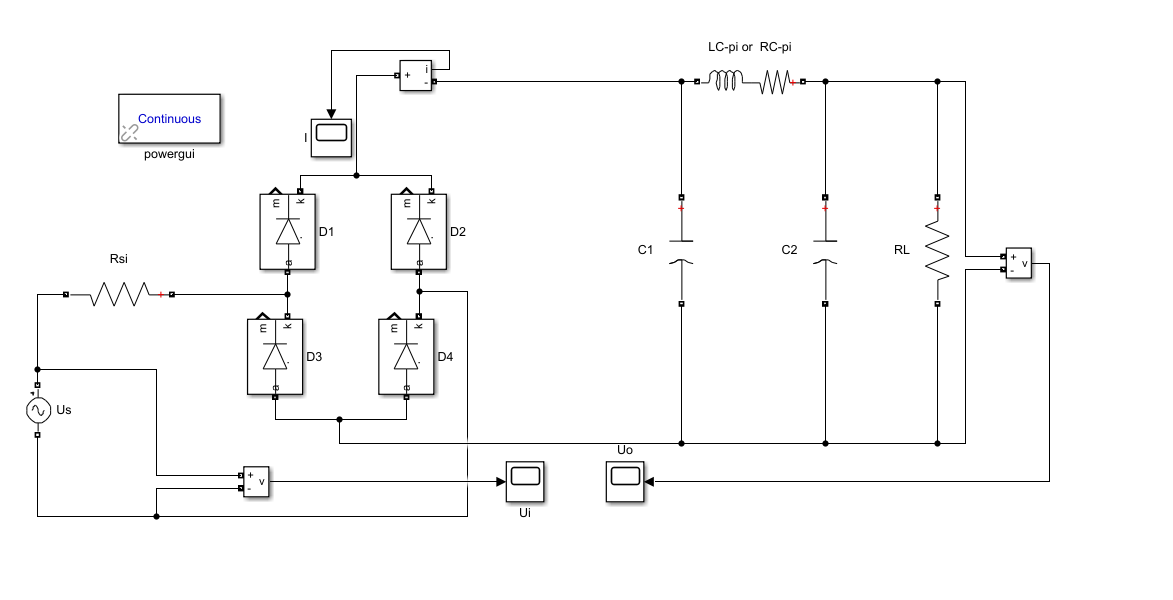 LC-pi or RC-pi
i
+
-
Continuous
powergui
I
m
k
a
D1
m
k
a
D2
Rsi
+
C1
+
C2
+
RL
+
+
+
-
v
m
k
a
D3
m
k
a
D4
Us
Uo
+
-
v
Ui